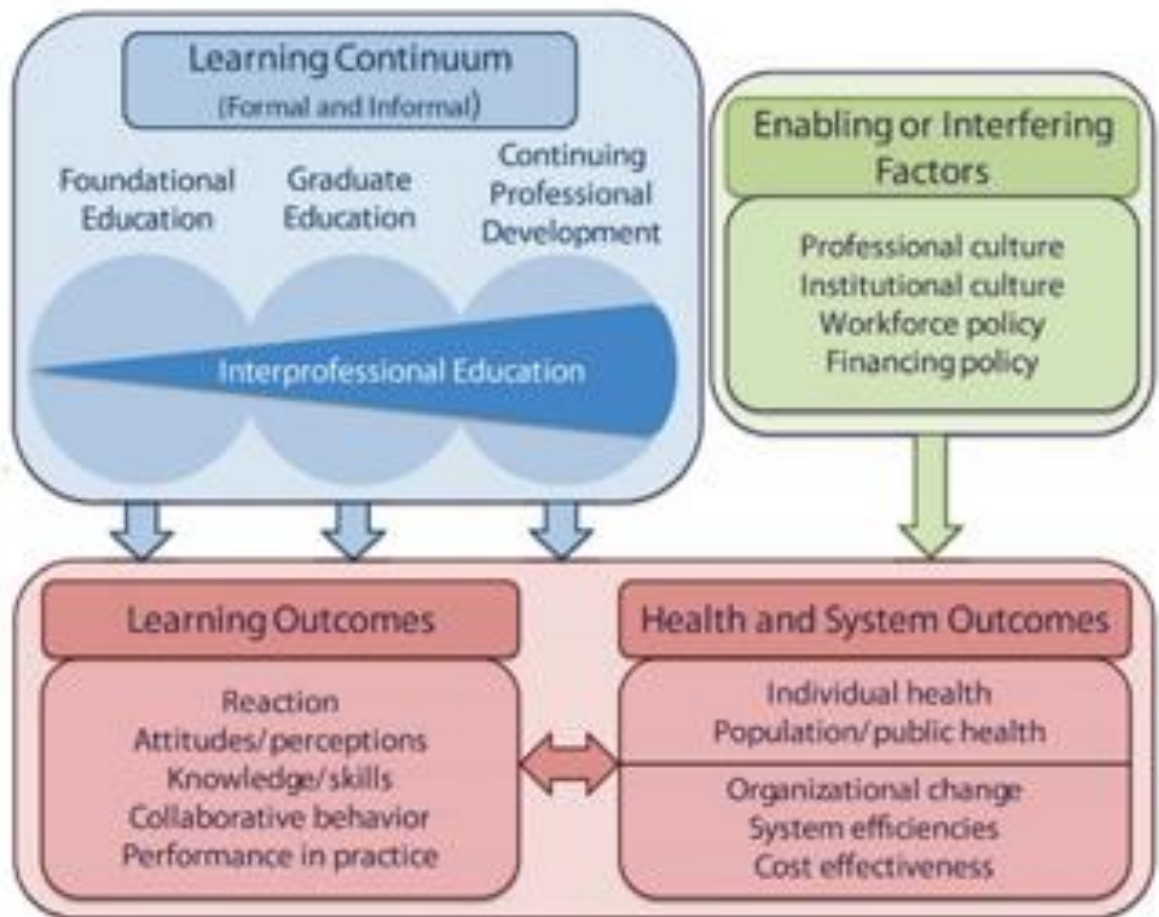 Learning Continuum
(Formal and Informal)
Foundational
Education
Graduate
Education
Continuing
Professional
Development
Interprofessional Education
Enabling or Interfering
Factors
Professional culture
Institutional culture
Workforce policy
Financing policy
Learning Outcomes
Reaction
Attitudes/perceptions
Knowledge/skills
Collaborative behavior
Performance in practice
Health and System Outcomes
Individual health
Population/public health
Organizational change
System efficiencies
Cost effectiveness